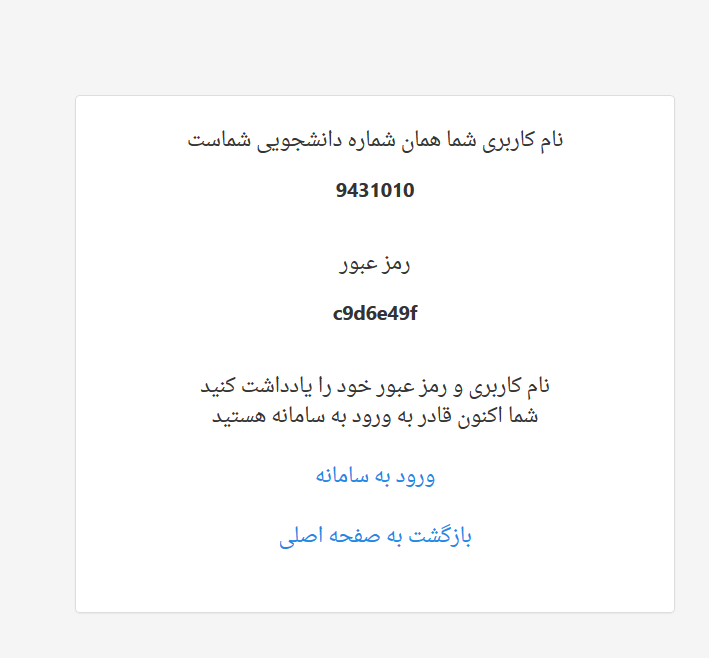 نام کاربری شما همان شماره دانشجویی شماست
9431010
رمز عبور
c9d6e49f
نام کاربری و رمز عبور خود را یادداشت کنید
شما اکنون قادر به ورود به سامانه هستید
ورود به سامانه
بازگشت به صفحه اصلی